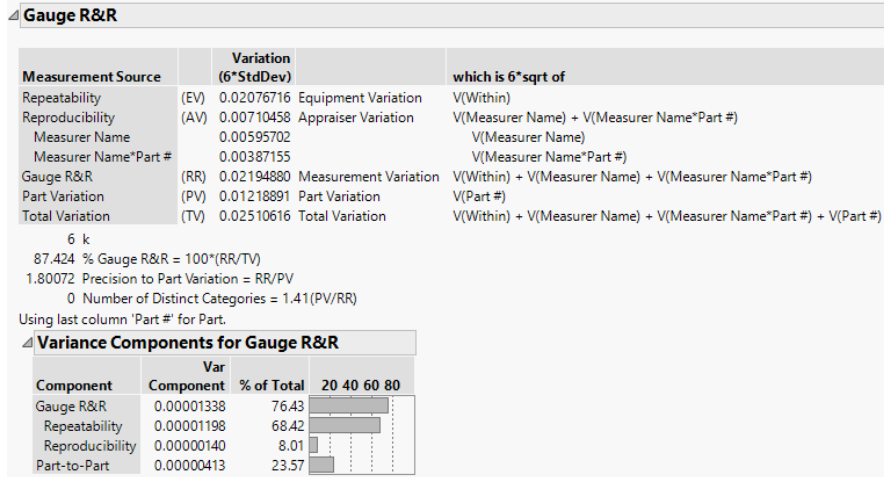 Gauge R&R
Variation
Measurement Source (6*StdDev) which is 6*sqrt of
Repeatability (EV) 0.02076716 Equipment Variation V(Within)
Reproducibility (AV) 0.00710458 Appraiser Variation V(Measurer Name) + V(Measurer Name*Part #)
Measurer Name 0.00595702 V(Measurer Name)
Measurer Name*Part # 0.00387155 V(Measurer Name*Part #)
Gauge R&R (RR) 0.02194880 Measurement Variation V(Within) + V(Measurer Name) + V(Measurer Name*Part #)
Part Variation (PV) 0.01218891 Part Variation V(Part #)
Total Variation (TV) 0.02510616 Total Variation V(Within) + V(Measurer Name) + V(Measurer Name*Part #) + V(Part #)
6 k
87.424 % Gauge R&R = 100*(RR/TV)
1.80072 Precision to Part Variation = RR/PV
0 Number of Distinct Categories = 1.41(PV/RR)
Using last column 'Part #' for Part.
Variance Components for Gauge R&R
Var
Component Component % of Total 20 40 60 80
Gauge R&R 0.00001338 76.43
Repeatability 0.00001198 68.42
Reproducibility 0.00000140 8.01
Part-to-Part 0.00000413 23.57